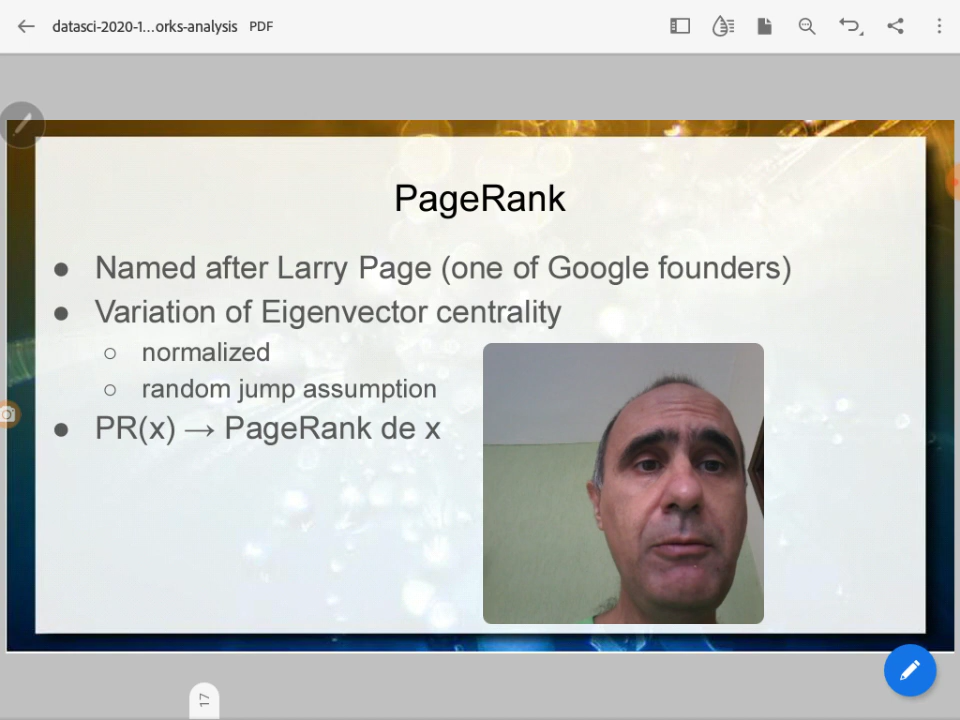 datasci-2020-1...orks-analysis PDF
PageRank
● Named after Larry Page (one of Google founders)
● Variation of Eigenvector centrality
○ normalized
○ random jump assumption
● PR(x) → PageRank de x
17